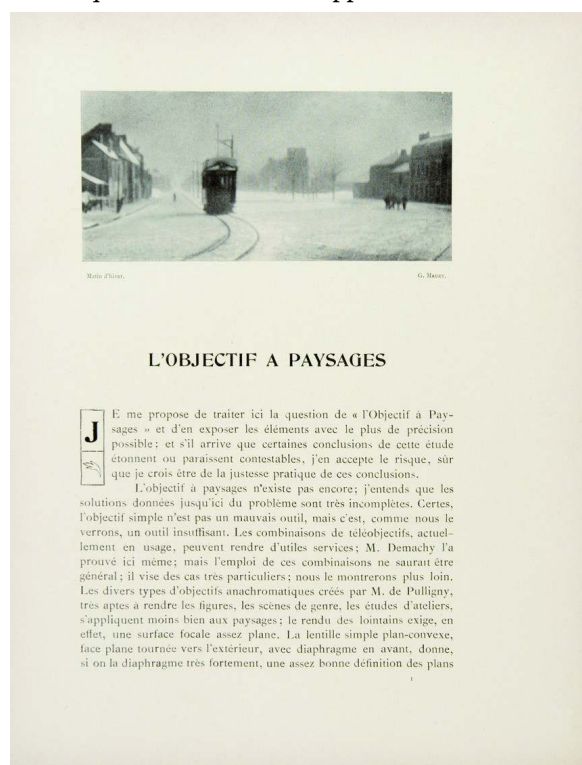 Matin d'hiver.
L'OBJECTIF A PAYSAGES
JE me propose de traiter ici la question de « l'Objectif à Pay-
sages » et d'en exposer les éléments avec le plus de précision
possible; et s'il arrive que certaines conclusions de cette étude
étonnent ou paraissent contestables, j'en accepte le risque, sûr
que je crois être de la justesse pratique de ces conclusions.
L'objectif à paysages n'existe pas encore; j'entends que les
solutions données jusqu'ici du problème sont très incomplètes. Certes,
l'objectif simple n'est pas un mauvais outil, mais c'est, comme nous le
verrons, un outil insuffisant. Les combinaisons de téléobjectifs, actuel-
lement en usage, peuvent rendre d'utiles services; M. Demachy l'a
prouvé ici même; mais l'emploi de ces combinaisons ne saurait être
général; il vise des cas très particuliers; nous le montrerons plus loin.
Les divers types d'objectifs anachromatiques créés par M. de Pulligny,
très aptes à rendre les figures, les scènes de genre, les études d'ateliers,
s'appliquent moins bien aux paysages; le rendu des lointains exige, en
effet, une surface focale assez plane. La lentille simple plan-convexe,
face plane tournée vers l'extérieur, avec diaphragme en avant, donne,
si on la diaphragme très fortement, une assez bonne définition des plans